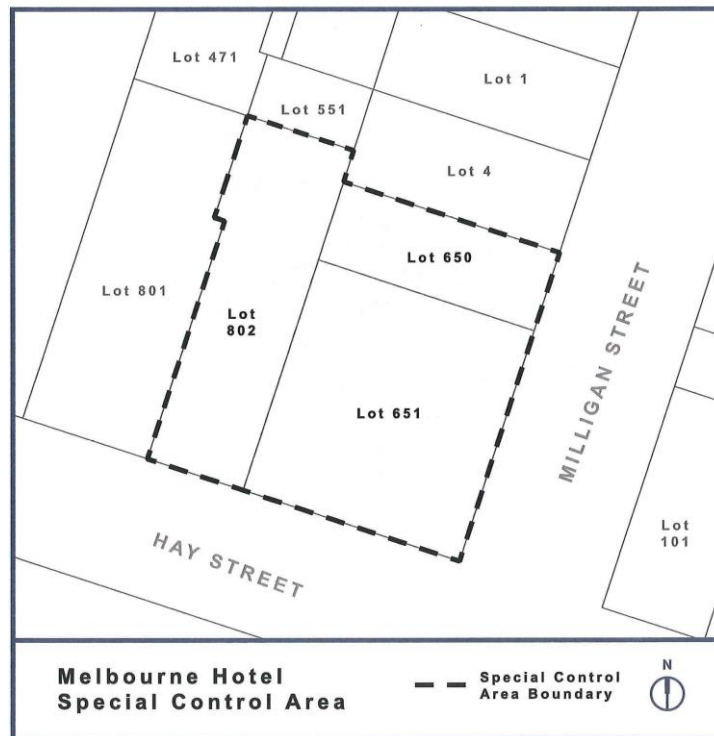 Lot 471
Lot 1
Lot 551
Lot 4
Lot 650
Lot 801
Lot
802
Lot 651
MILLIGAN STREET
Lot
101
HAY STREET
Melbourne Hotel
Special Control Area
Special Control
Area Boundary
N